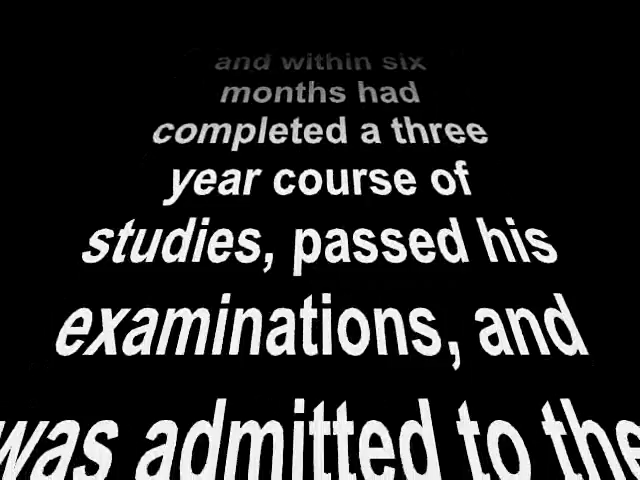 and within six
months had
completed a three
year course of
studies, passed his
examinations, and
was admitted to the